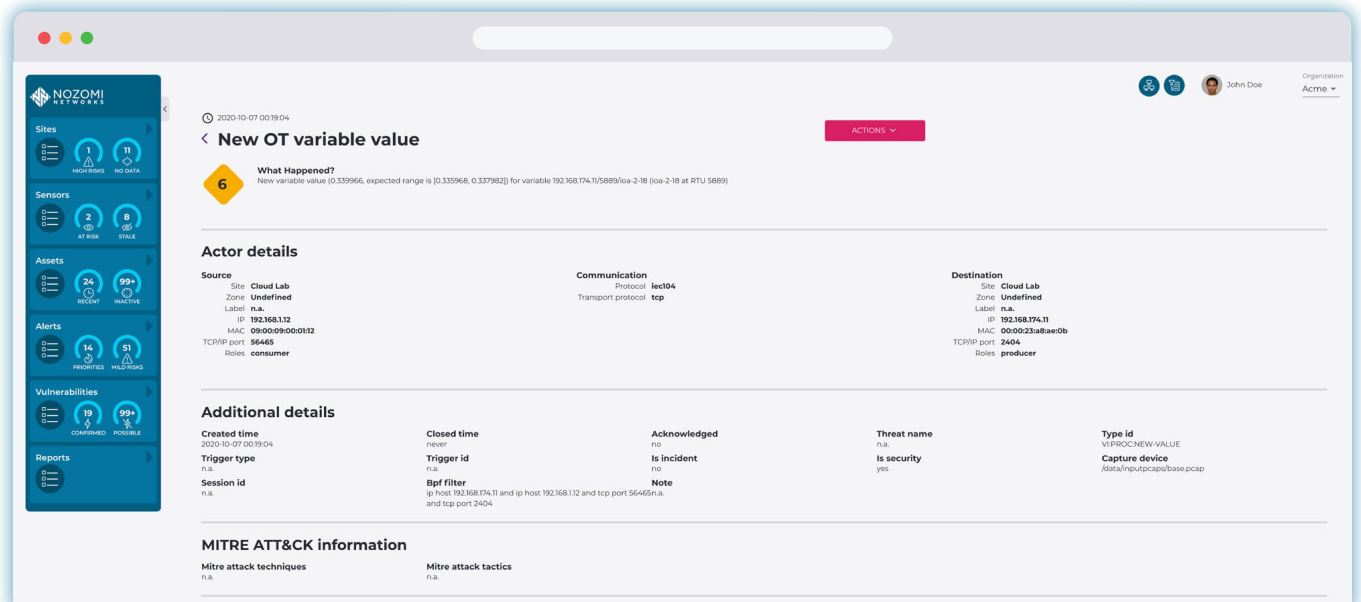 NOZOMI
NETWORKS
John Doe
Organization
Acme
Sites
1
11
HIGH RISKS
NO DATA
Sensors
2
8
AT RISK
STALE
Assets
24
99+
RECENT
INACTIVE
Alerts
14
51
PRIORITIES
MILD RISKS
Vulnerabilities
19
99+
CONFIRMED
POSSIBLE
Reports
2020-10-07 00:19:04
New OT variable value
ACTIONS
6
What Happened?
New variable value (0.339966, expected range is [0.335968, 0.337982]) for variable 192.168.174.11/5889/ioa-2-18 (ioa-2-18 at RTU 5889)
Actor details
Source
Site Cloud Lab
Zone Undefined
Label n.a.
IP 192.168.1.12
MAC 09:00:09:00:01:12
TCP/IP port 56465
Roles consumer
Communication
Protocol iec104
Transport protocol tcp
Destination
Site Cloud Lab
Zone Undefined
Label n.a.
IP 192.168.174.11
MAC 00:00:23:a8:ae:0b
TCP/IP port 2404
Roles producer
Additional details
Created time
2020-10-07 00:19:04
Closed time
never
Acknowledged
no
Threat name
n.a.
Type id
VI:PROC:NEW-VALUE
Trigger type
n.a.
Trigger id
n.a.
Is incident
no
Is security
yes
Capture device
/data/inputpcaps/base.pcap
Session id
n.a.
Bpf filter
ip host 192.168.174.11 and ip host 192.168.1.12 and tcp port 56465
and tcp port 2404
Note
n.a.
MITRE ATT&CK information
Mitre attack techniques
n.a.
Mitre attack tactics
n.a.